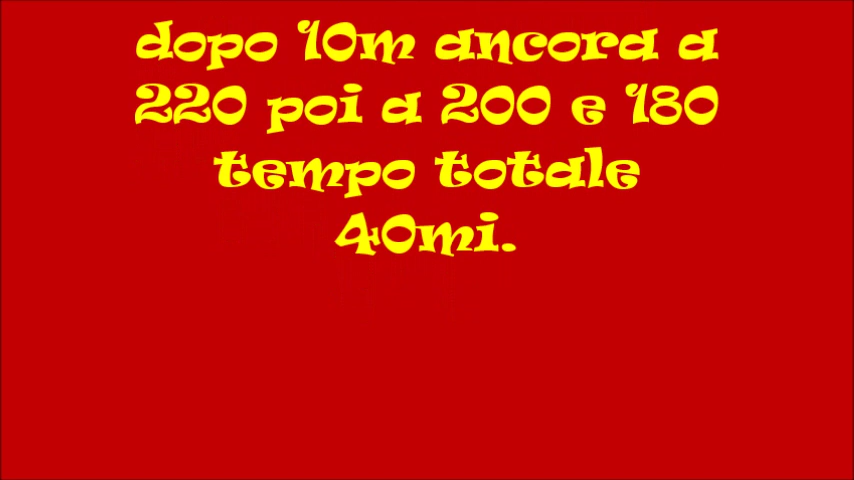 dopo 10m ancora a
220 poi a 200 e 180
tempo totale
40mi.